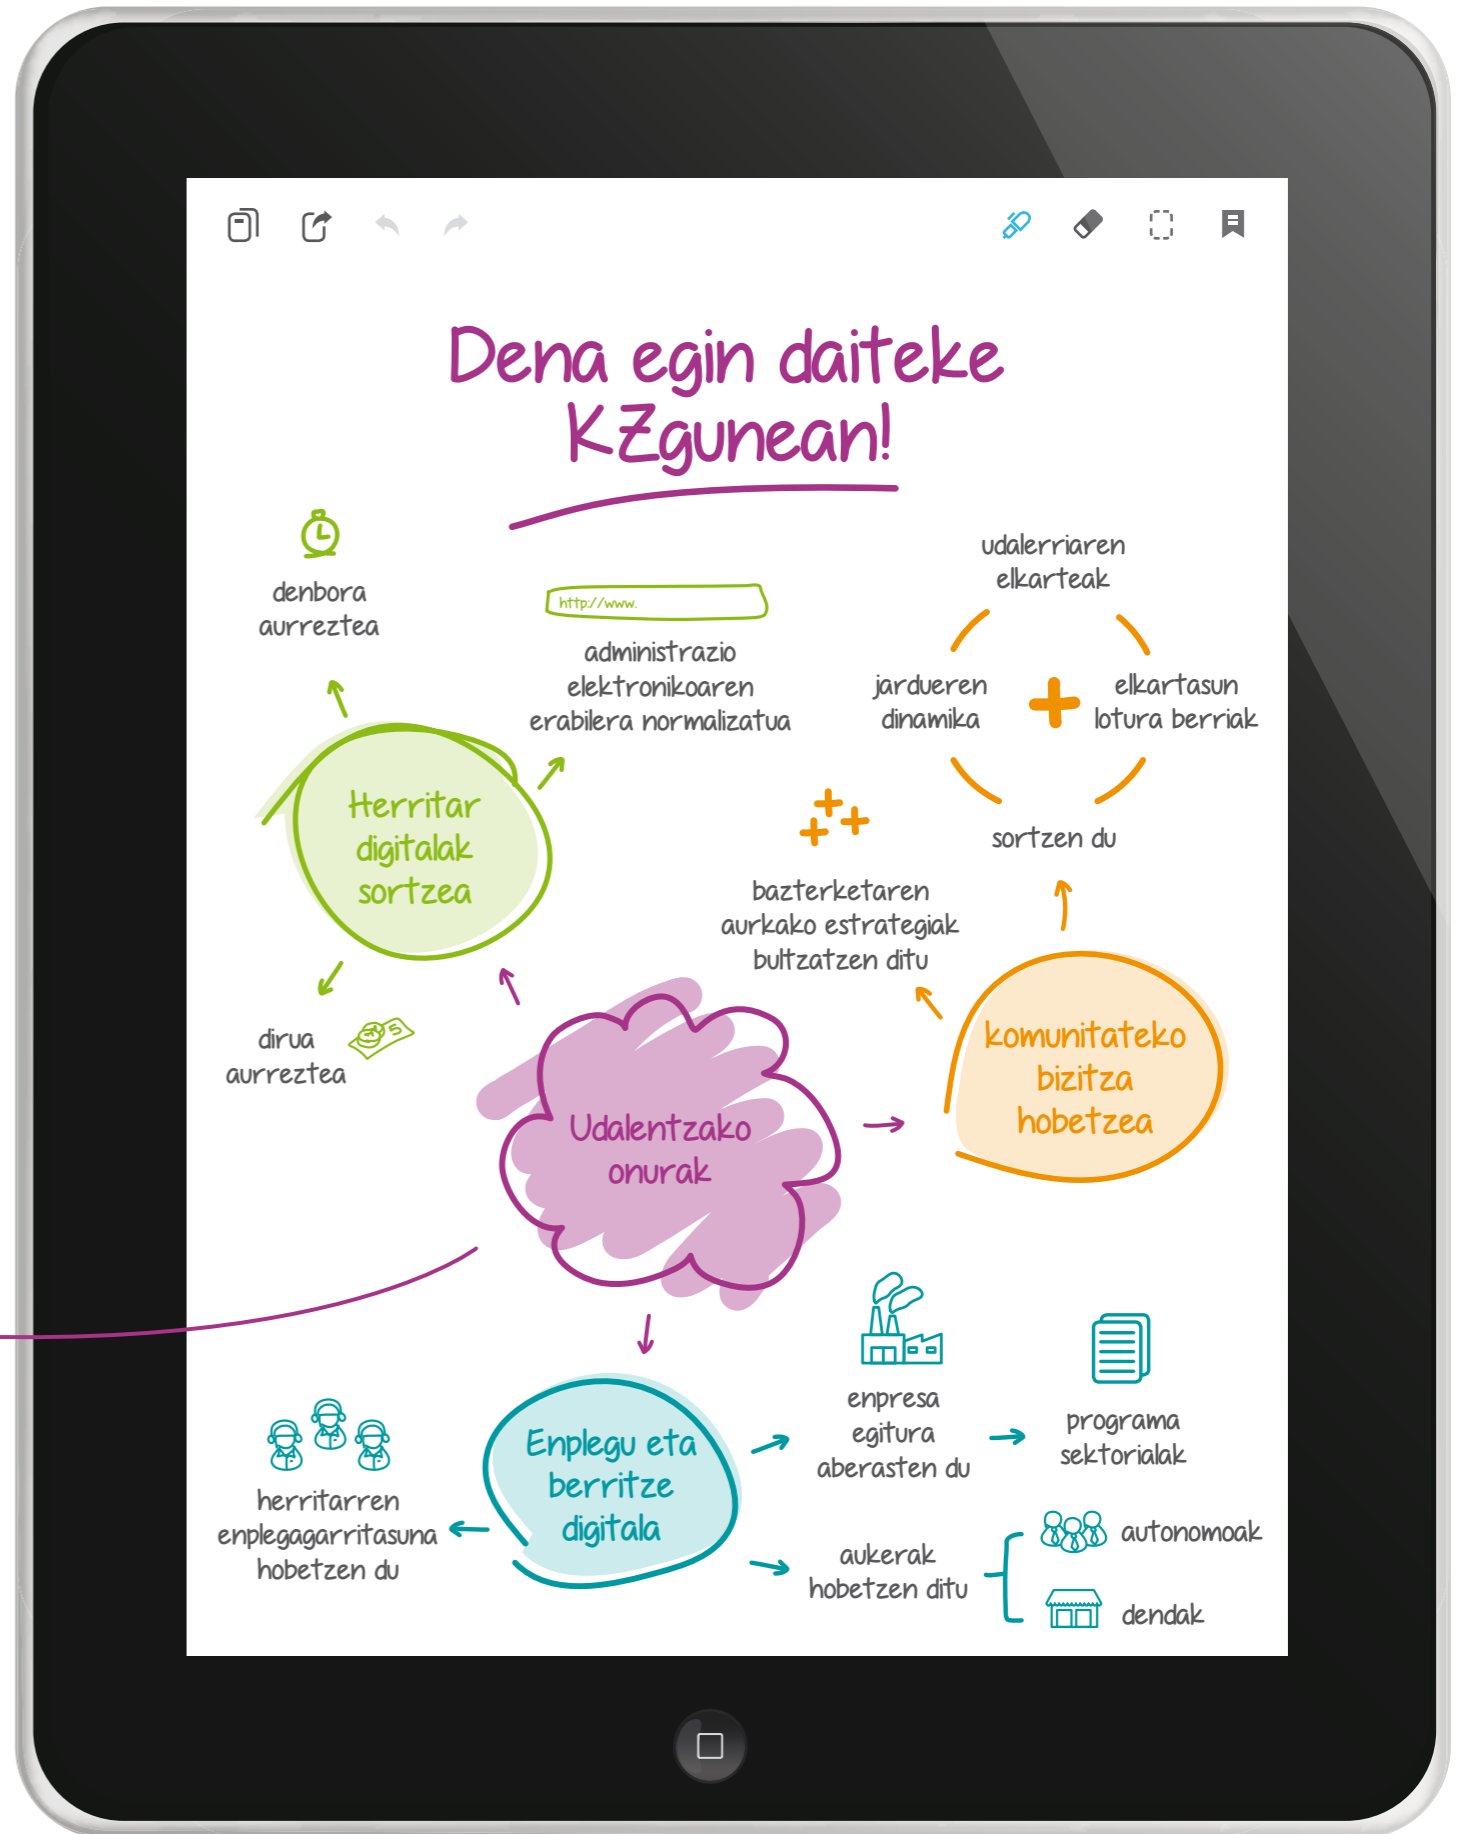 Dena egin daiteke
KZgunean!
denbora
aurreztea
http://www.
administrazio
elektronikoaren
erabilera normalizatua
Herritar
digitalak
sortzea
dirua
aurreztea
5
udalerriaren
elkarteak
jardueren
dinamika
elkartasun
lotura berriak
sortzen du
bazterketaren
aurkako estrategiak
bultzatzen ditu
komunitateko
bizitza
hobetzea
Udalentzako
onurak
Enplegu eta
berritze
digitala
herritarren
enplegagarritasuna
hobetzen du
enpresa
egitura
aberasten du
programa
sektorialak
aukerak
hobetzen ditu
autonomoak
dendak